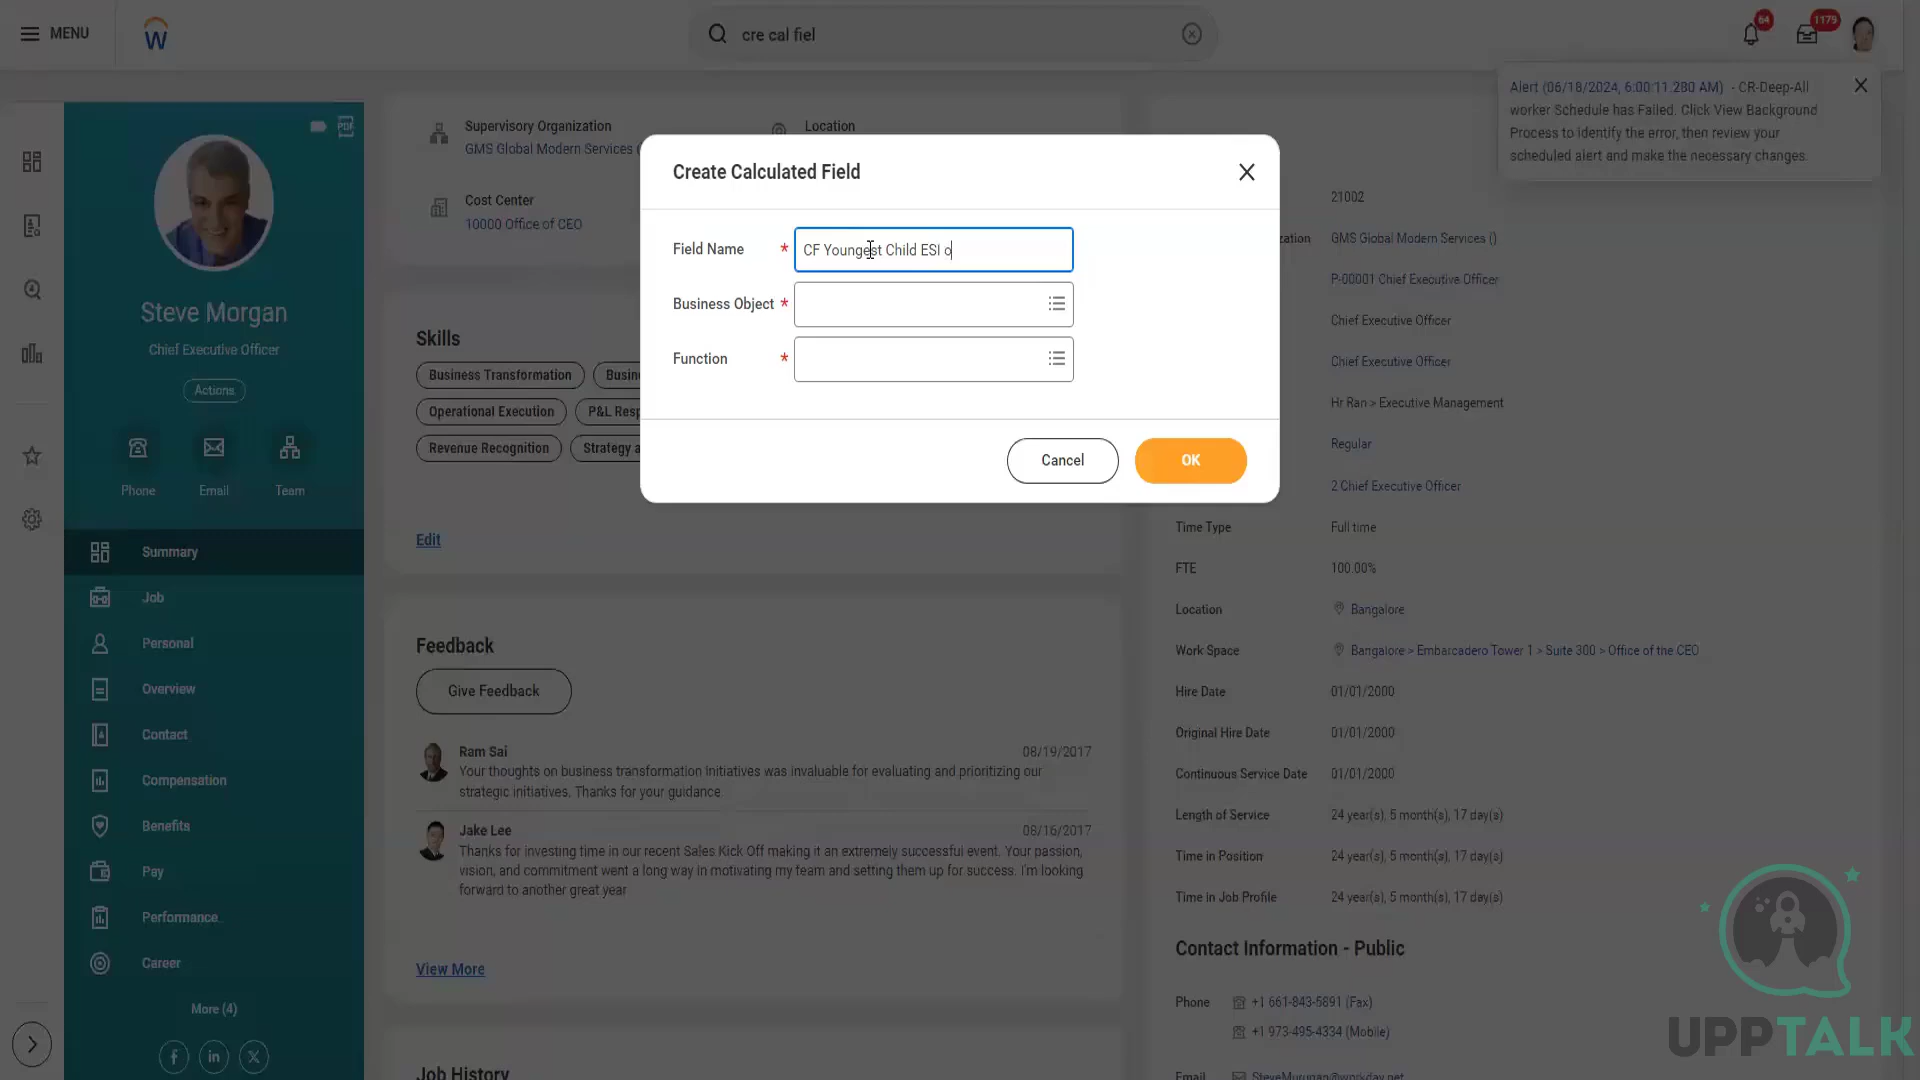 MENU
W
cre cal fiel
64
1179
Alert (06/18/2024, 6:00:11.280 AM) - CR-Deep-All
worker Schedule has Failed. Click View Background
Process to identify the error, then review your
scheduled alert and make the necessary changes.
PDF
Steve Morgan
Chief Executive Officer
Actions
Phone
Email
Team
Summary
Job
Personal
Overview
Contact
Compensation
Benefits
Pay
Performance
Career
More (4)
Supervisory Organization
GMS Global Modern Services (
Location
Cost Center
10000 Office of CEO
Skills
Business Transformation
Busin
Operational Execution
P&L Resp
Revenue Recognition
Strategy a
Edit
Create Calculated Field
Field Name *
CF Youngest Child ESI o
Business Object *
Function *
Cancel
OK
Feedback
Give Feedback
Ram Sai
08/19/2017
Your thoughts on business transformation initiatives was invaluable for evaluating and prioritizing our
strategic initiatives. Thanks for your guidance.
Jake Lee
08/16/2017
Thanks for investing time in our recent Sales Kick Off making it an extremely successful event. Your passion,
vision, and commitment went a long way in motivating my team and setting them up for success. I'm looking
forward to another great year
View More
Job History
21002
zation
GMS Global Modern Services ()
P-00001 Chief Executive Officer
Chief Executive Officer
Chief Executive Officer
Hr Ran > Executive Management
Regular
2 Chief Executive Officer
Time Type
Full time
FTE
100.00%
Location
Bangalore
Work Space
Bangalore > Embarcadero Tower 1 > Suite 300 > Office of the CEO
Hire Date
01/01/2000
Original Hire Date
01/01/2000
Continuous Service Date
01/01/2000
Length of Service
24 year(s), 5 month(s), 17 day(s)
Time in Position
24 year(s), 5 month(s), 17 day(s)
Time in Job Profile
24 year(s), 5 month(s), 17 day(s)
Contact Information - Public
Phone
+1 661-843-5891 (Fax)
+1 973-495-4334 (Mobile)
Email
UPPTALK